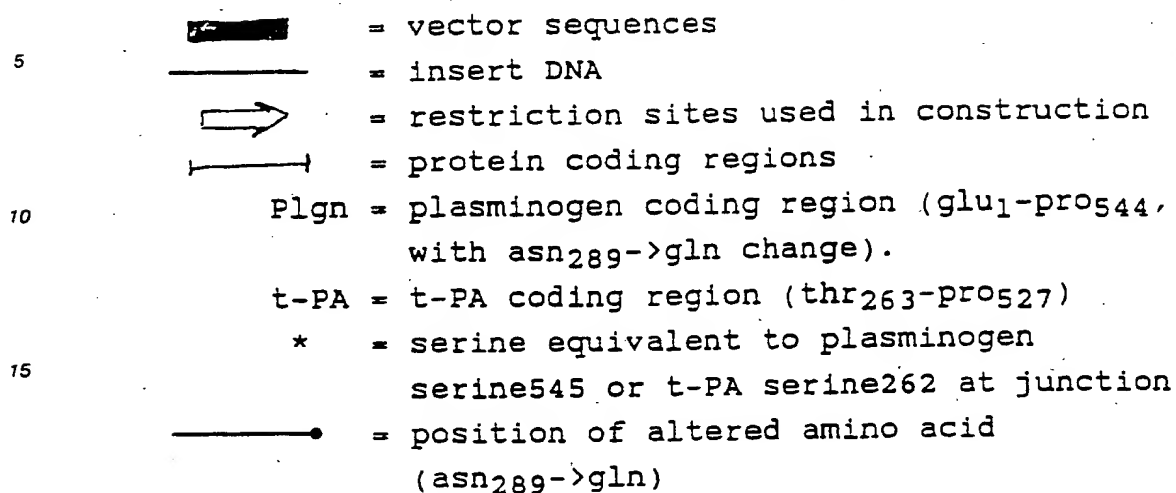 = vector sequences
5
= insert DNA
= restriction sites used in construction
= protein coding regions
10 Plgn = plasminogen coding region (glu1-pro544,
with asn289->gln change).
t-PA = t-PA coding region (thr263-pro527)
* = serine equivalent to plasminogen
15
serine545 or t-PA serine262 at junction
= position of altered amino acid
(asn289->gln)